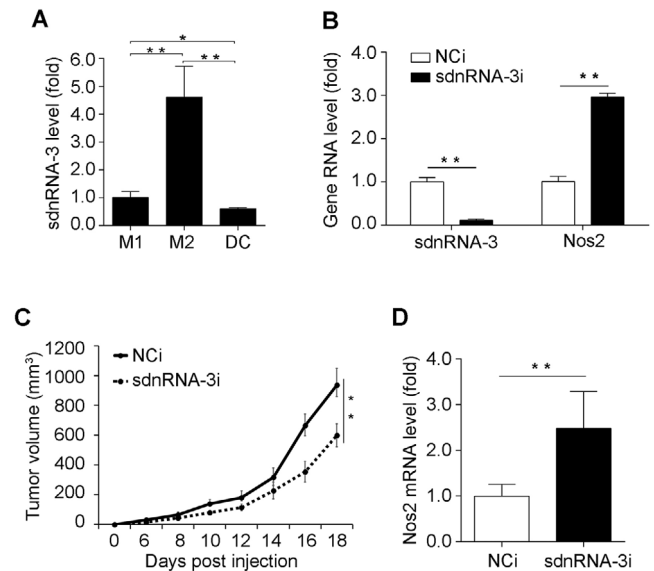 A
sdnRNA-3 level (fold)
6.0
5.0
4.0
3.0
2.0
1.0
0.0
*
* *
* *
M1 M2 DC
B
NCi
sdnRNA-3i
Gene RNA level (fold)
4.0
3.0
2.0
1.0
0.0
* *
* *
sdnRNA-3 Nos2
C
NCi
sdnRNA-3i
Tumor volume (mm³)
1200
1000
800
600
400
200
0
* *
0 6 8 10 12 14 16 18
Days post injection
D
Nos2 mRNA level (fold)
4.0
3.0
2.0
1.0
0.0
* *
NCi sdnRNA-3i